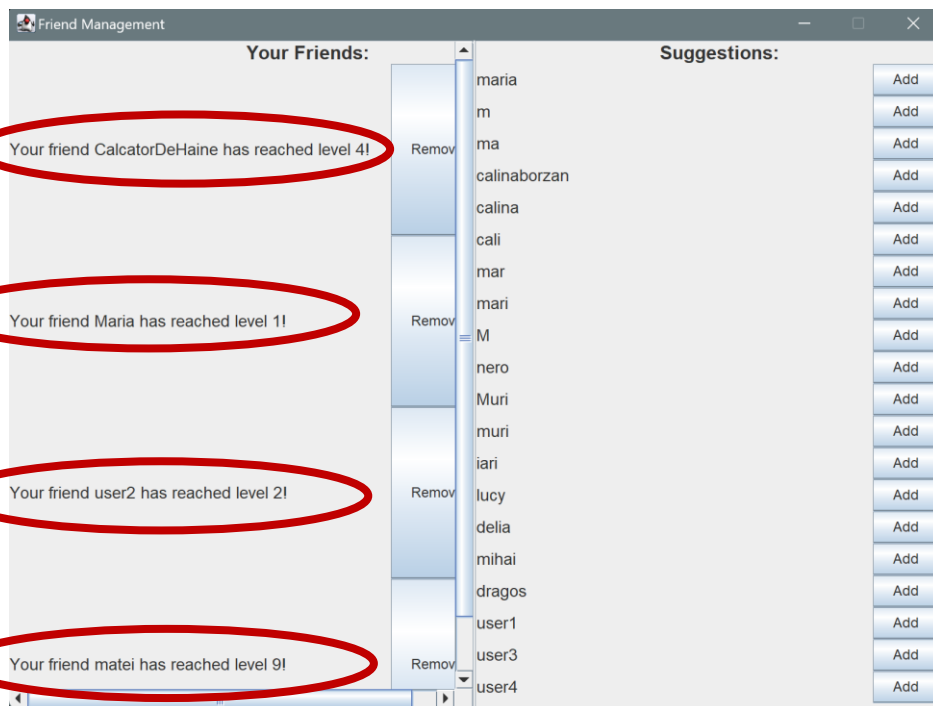 Friend Management
Your Friends:
Your friend CalcatorDeHaine has reached level 4!
Remov
Your friend Maria has reached level 1!
Remov
Your friend user2 has reached level 2!
Remov
Your friend matei has reached level 9!
Remov
Suggestions:
maria Add
m Add
ma Add
calinaborzan Add
calina Add
cali Add
mar Add
mari Add
M Add
nero Add
Muri Add
muri Add
iari Add
lucy Add
delia Add
mihai Add
dragos Add
user1 Add
user3 Add
user4 Add